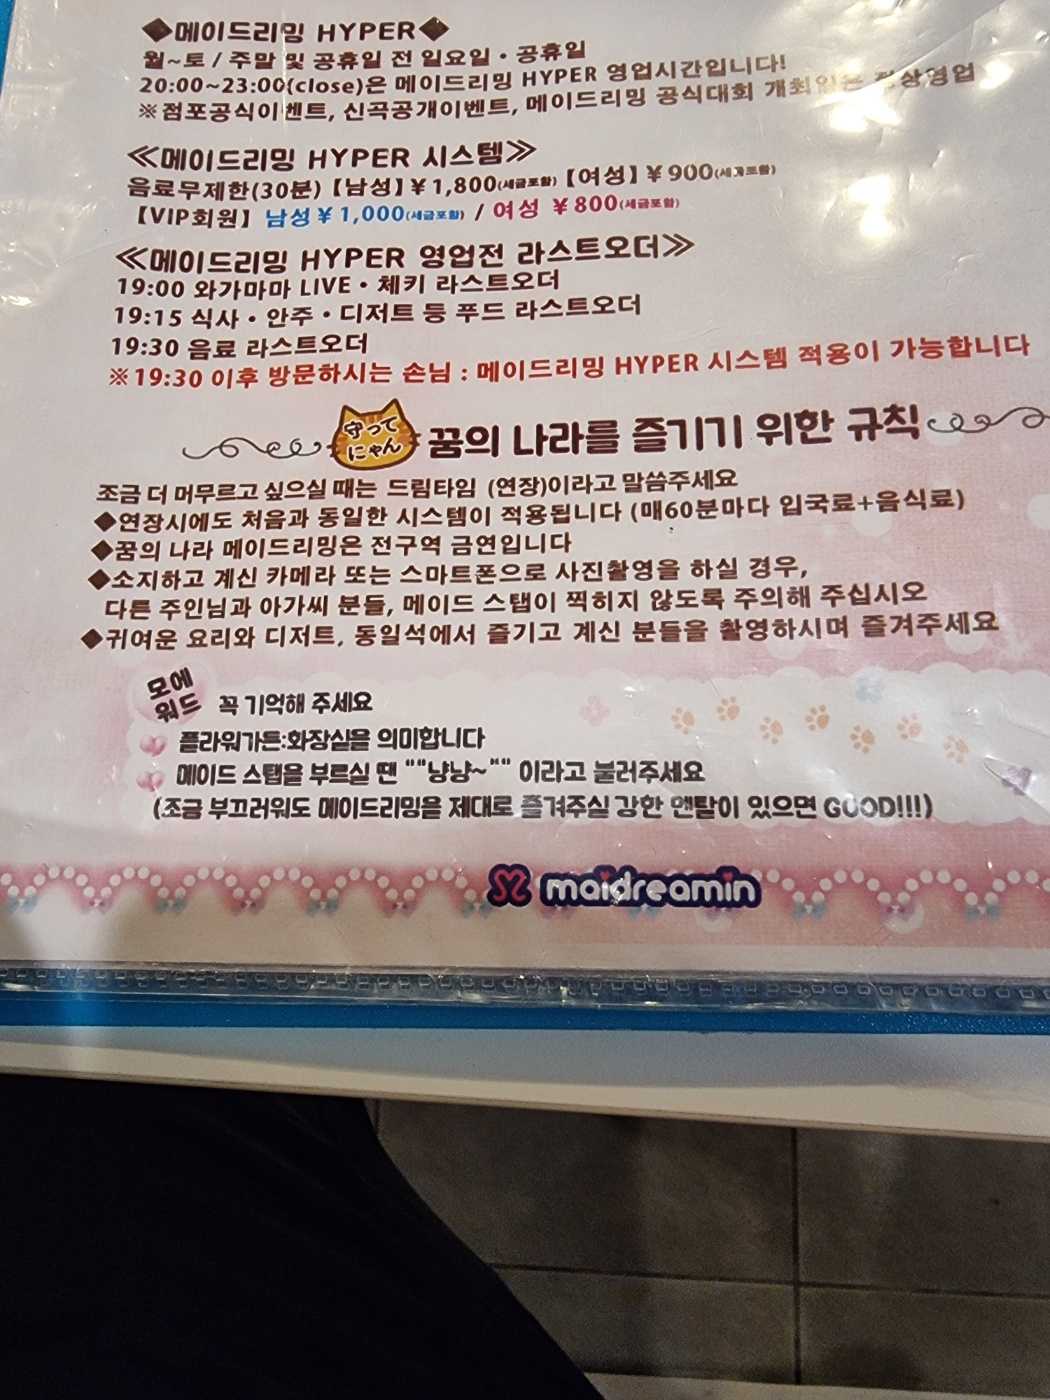 ◆메이드리밍 HYPER◆
월~토 / 주말 및 공휴일 전 일요일・공휴일
20:00~23:00(close)은 메이드리밍 HYPER 영업시간입니다!
※점포공식이벤트, 신곡공개이벤트, 메이드리밍 공식대회 개최일은 정상영업
≪메이드리밍 HYPER 시스템≫
음료무제한(30분)【남성】¥1,800(세금포함)【여성】¥900(세금포함)
【VIP회원】 남성¥1,000(세금포함) / 여성 ¥800(세금포함)
≪메이드리밍 HYPER 영업전 라스트오더≫
19:00 와가마마 LIVE・체키 라스트오더
19:15 식사・안주・디저트 등 푸드 라스트오더
19:30 음료 라스트오더
※19:30 이후 방문하시는 손님 : 메이드리밍 HYPER 시스템 적용이 가능합니다
守って
にゃん
꿈의 나라를 즐기기 위한 규칙
조금 더 머무르고 싶으실 때는 드림타임 (연장)이라고 말씀주세요
◆연장시에도 처음과 동일한 시스템이 적용됩니다 (매60분마다 입국료+음식료)
◆꿈의 나라 메이드리밍은 전구역 금연입니다
◆소지하고 계신 카메라 또는 스마트폰으로 사진촬영을 하실 경우,
다른 주인님과 아가씨 분들, 메이드 스탭이 찍히지 않도록 주의해 주십시오
◆귀여운 요리와 디저트, 동일석에서 즐기고 계신 분들을 촬영하시며 즐겨주세요
모에
워드
꼭 기억해 주세요
플라워가든:화장실을 의미합니다
메이드 스탭을 부르실 땐 ""냥냥~"" 이라고 불러주세요
(조금 부끄러워도 메이드리밍을 제대로 즐겨주실 강한 멘탈이 있으면 GOOD!!!)
maidreamin